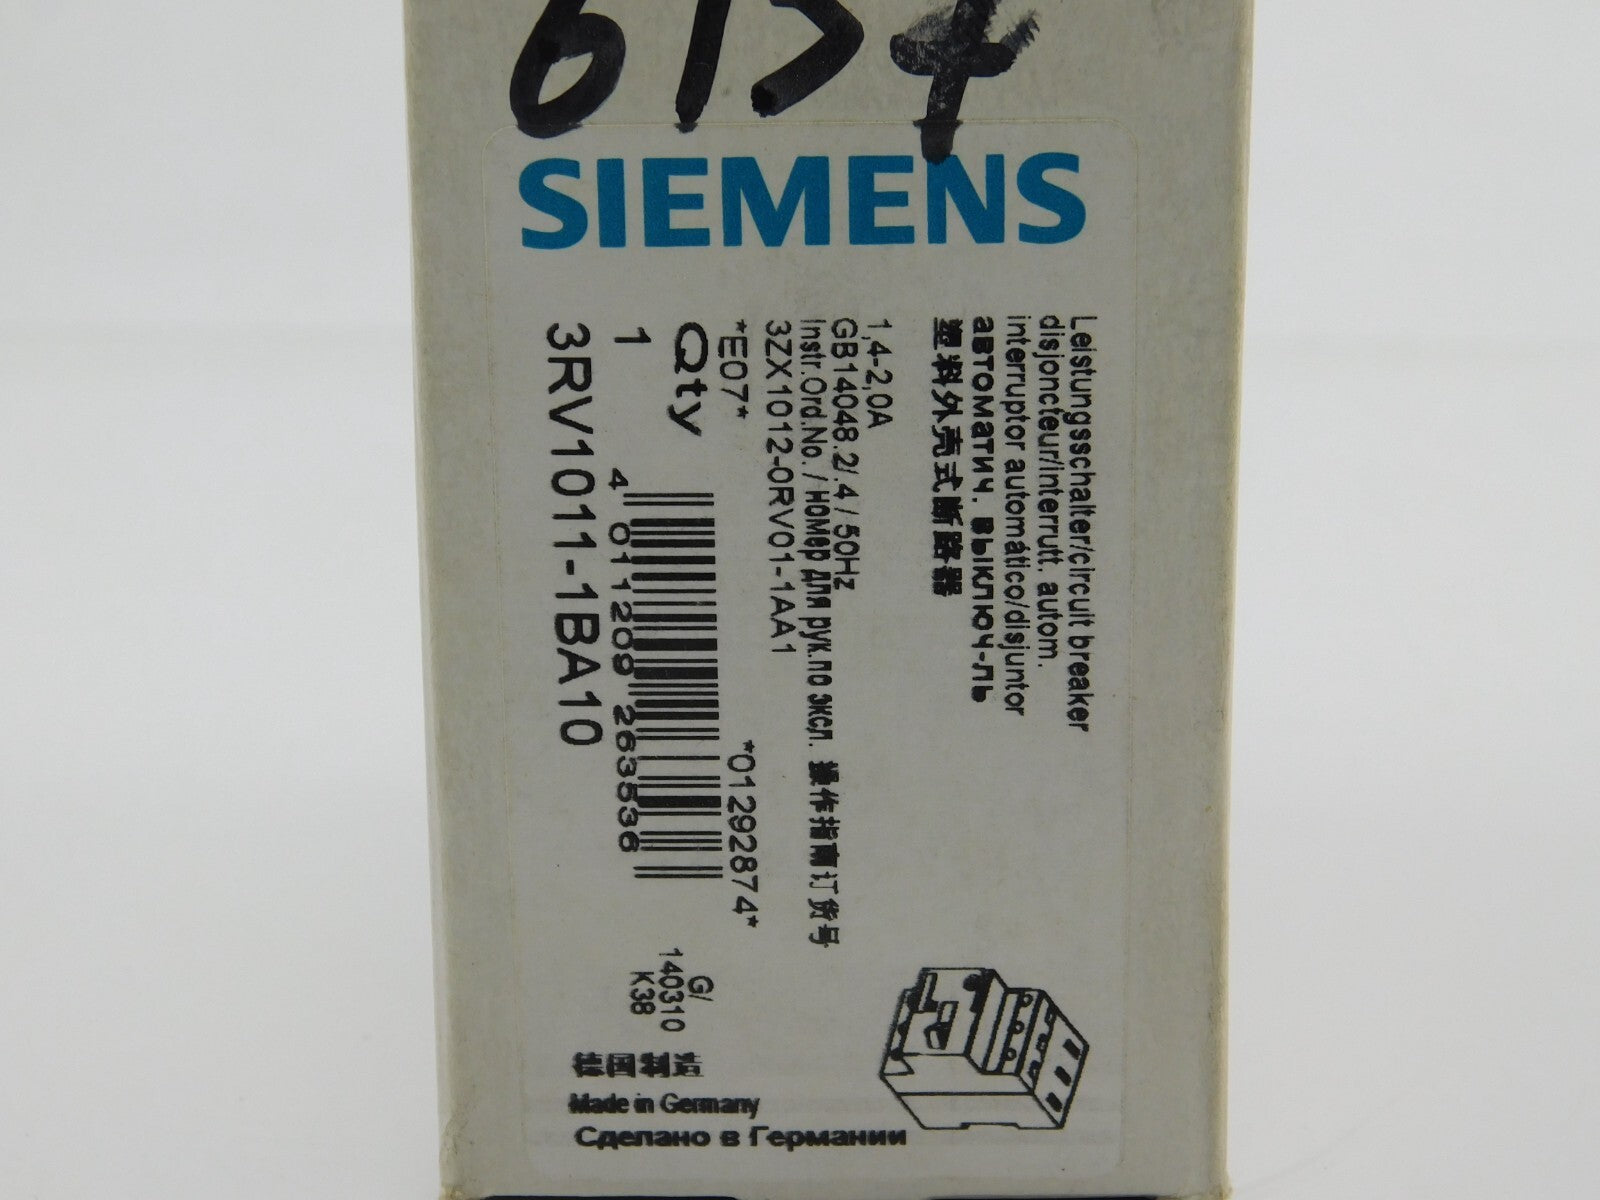 SIEMENS
Leistungsschalter/circuit breaker
disjoncteur/interrutt. autom.
interruptor automático/disjuntor
автоматич. выключ-ль
塑料外壳式断路器
1,4-2,0A
GB14048.2/.4 / 50Hz
Instr.Ord.No. / номер для рук.по экспл. 操作指南订货号
3ZX1012-0RV01-1AA1
*E07* *01292874*
Qty
1
4 011209 263536
3RV1011-1BA10
G/
140310
K38
德国制造
Made in Germany
Сделано в Германии